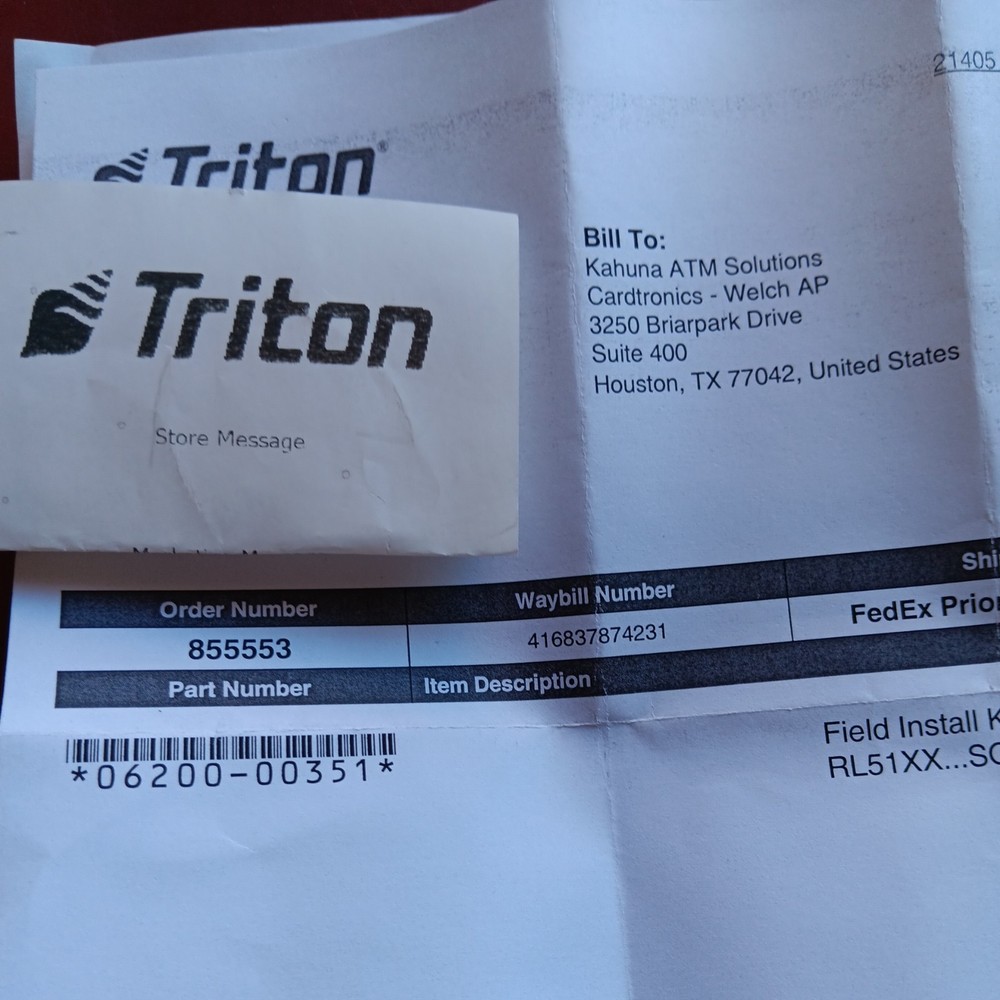 21405
Triton®
Triton
Store Message
Bill To:
Kahuna ATM Solutions
Cardtronics - Welch AP
3250 Briarpark Drive
Suite 400
Houston, TX 77042, United States
Order Number
Waybill Number
Shi
855553
416837874231
FedEx Prior
Part Number
Item Description
*06200-00351*
Field Install K
RL51XX...SC